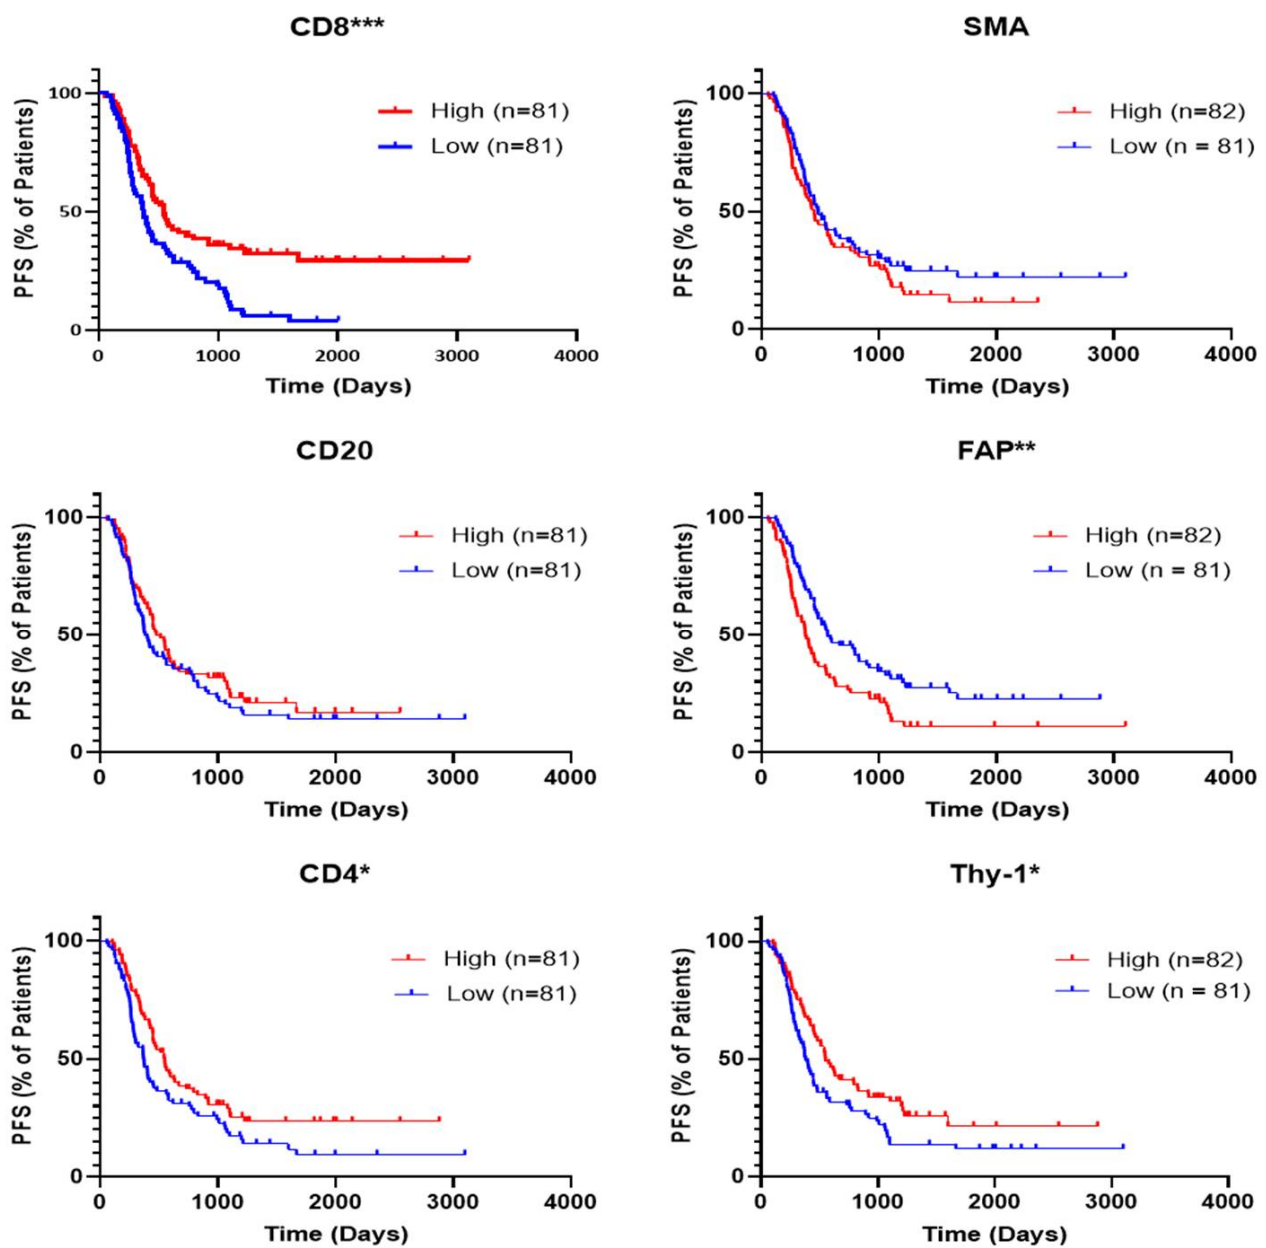 CD8***
PFS (% of Patients)
100
50
0
High (n=81)
Low (n=81)
0 1000 2000 3000 4000
Time (Days)
SMA
PFS (% of Patients)
100
50
0
High (n=82)
Low (n = 81)
0 1000 2000 3000 4000
Time (Days)
CD20
PFS (% of Patients)
100
50
0
High (n=81)
Low (n=81)
0 1000 2000 3000 4000
Time (Days)
FAP**
PFS (% of Patients)
100
50
0
High (n=82)
Low (n = 81)
0 1000 2000 3000 4000
Time (Days)
CD4*
PFS (% of Patients)
100
50
0
High (n=81)
Low (n=81)
0 1000 2000 3000 4000
Time (Days)
Thy-1*
PFS (% of Patients)
100
50
0
High (n=82)
Low (n = 81)
0 1000 2000 3000 4000
Time (Days)